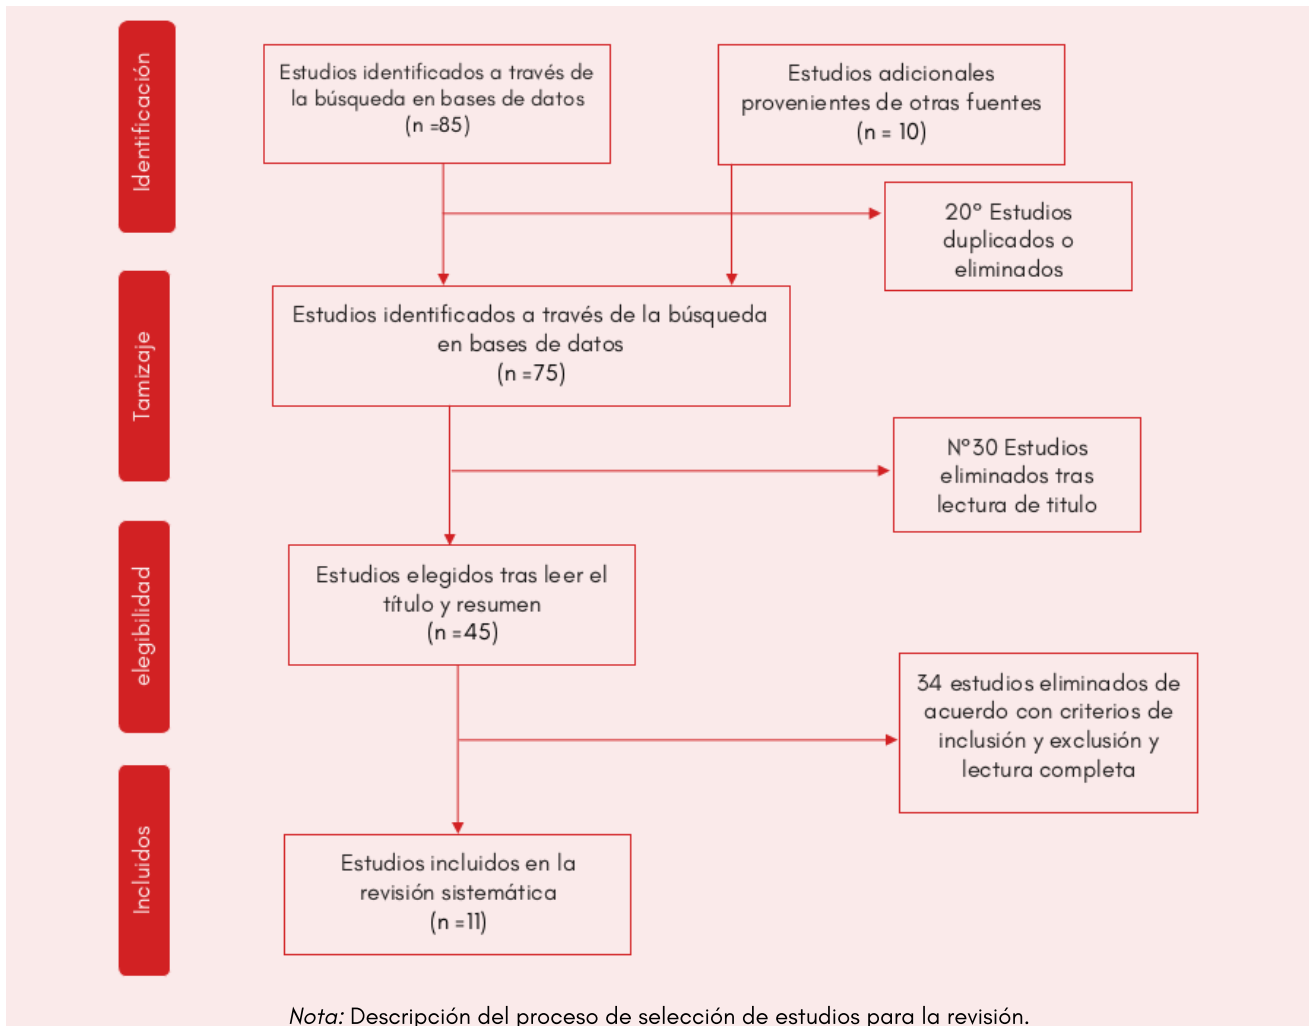 Identificación
Estudios identificados a través de
la búsqueda en bases de datos
(n =85)
Estudios adicionales
provenientes de otras fuentes
(n = 10)
20° Estudios
duplicados o
eliminados
Tamizaje
Estudios identificados a través de la búsqueda
en bases de datos
(n =75)
N°30 Estudios
eliminados tras
lectura de titulo
elegibilidad
Estudios elegidos tras leer el
título y resumen
(n =45)
34 estudios eliminados de
acuerdo con criterios de
inclusión y exclusión y
lectura completa
Incluidos
Estudios incluidos en la
revisión sistemática
(n =11)
Nota: Descripción del proceso de selección de estudios para la revisión.